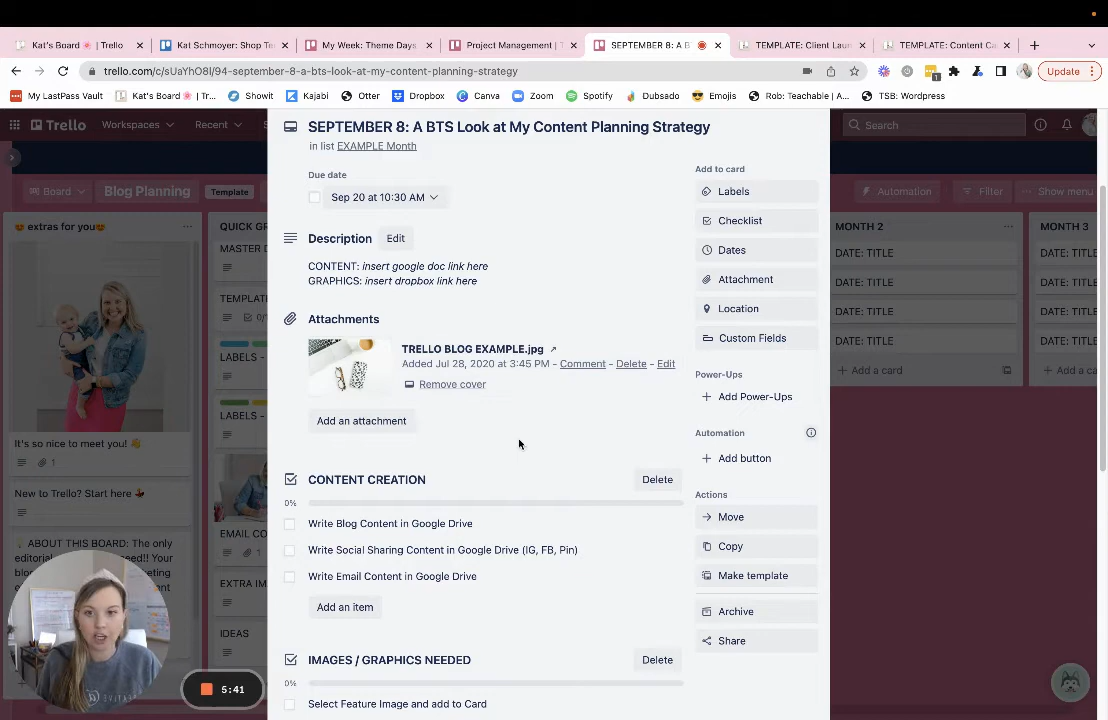 Kat's Board 🌸 | Trello
Kat Schmoyer: Shop Te
My Week: Theme Days
Project Management | T
SEPTEMBER 8: A B
TEMPLATE: Client Laun
TEMPLATE: Content Ca
trello.com/c/sUaYhO8I/94-september-8-a-bts-look-at-my-content-planning-strategy
Update
My LastPass Vault
Kat's Board 🌸 | Tr...
Showit
Kajabi
Otter
Dropbox
Canva
Zoom
Spotify
Dubsado
Emojis
Rob: Teachable | A...
TSB: Wordpress
Trello
Workspaces
Recent
Search
SEPTEMBER 8: A BTS Look at My Content Planning Strategy
in list EXAMPLE Month
Board
Blog Planning
Template
Automation
Filter
Show menu
Due date
Sep 20 at 10:30 AM
Description
Edit
CONTENT: insert google doc link here
GRAPHICS: insert dropbox link here
Attachments
TRELLO BLOG EXAMPLE.jpg
Added Jul 28, 2020 at 3:45 PM - Comment - Delete - Edit
Remove cover
Add an attachment
CONTENT CREATION
Delete
0%
Write Blog Content in Google Drive
Write Social Sharing Content in Google Drive (IG, FB, Pin)
Write Email Content in Google Drive
Add an item
IMAGES / GRAPHICS NEEDED
Delete
0%
Select Feature Image and add to Card
Add to card
Labels
Checklist
Dates
Attachment
Location
Custom Fields
Power-Ups
Add Power-Ups
Automation
Add button
Actions
Move
Copy
Make template
Archive
Share
extras for you
1
It's so nice to meet you! 👋
New to Trello? Start here
ABOUT THIS BOARD: The only
editorial
blo
QUICK GR
MASTER D
TEMPLAT
0/
LABELS -
LABELS -
EMAIL CO
1
EXTRA IM
IDEAS
MONTH 2
DATE: TITLE
DATE: TITLE
DATE: TITLE
DATE: TITLE
Add a card
MONTH 3
DATE: TITLE
DATE: TITLE
DATE: TITLE
DATE: TITLE
Add a ca
5:41